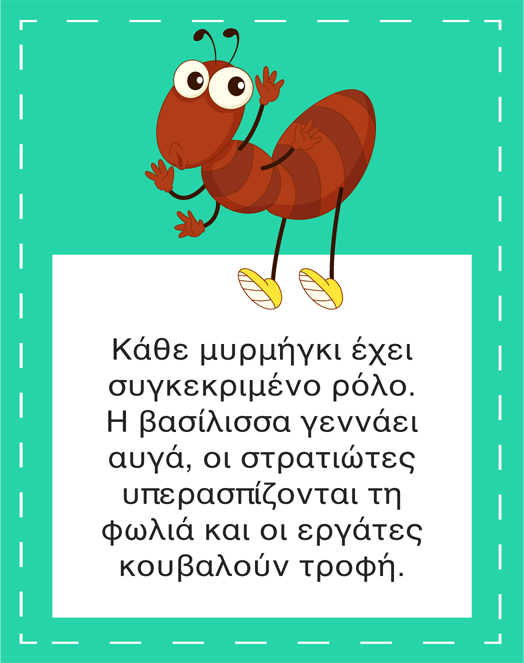 Κάθε μυρμήγκι έχει
συγκεκριμένο ρόλο.
Η βασίλισσα γεννάει
αυγά, οι στρατιώτες
υπερασπίζονται τη
φωλιά και οι εργάτες
κουβαλούν τροφή.